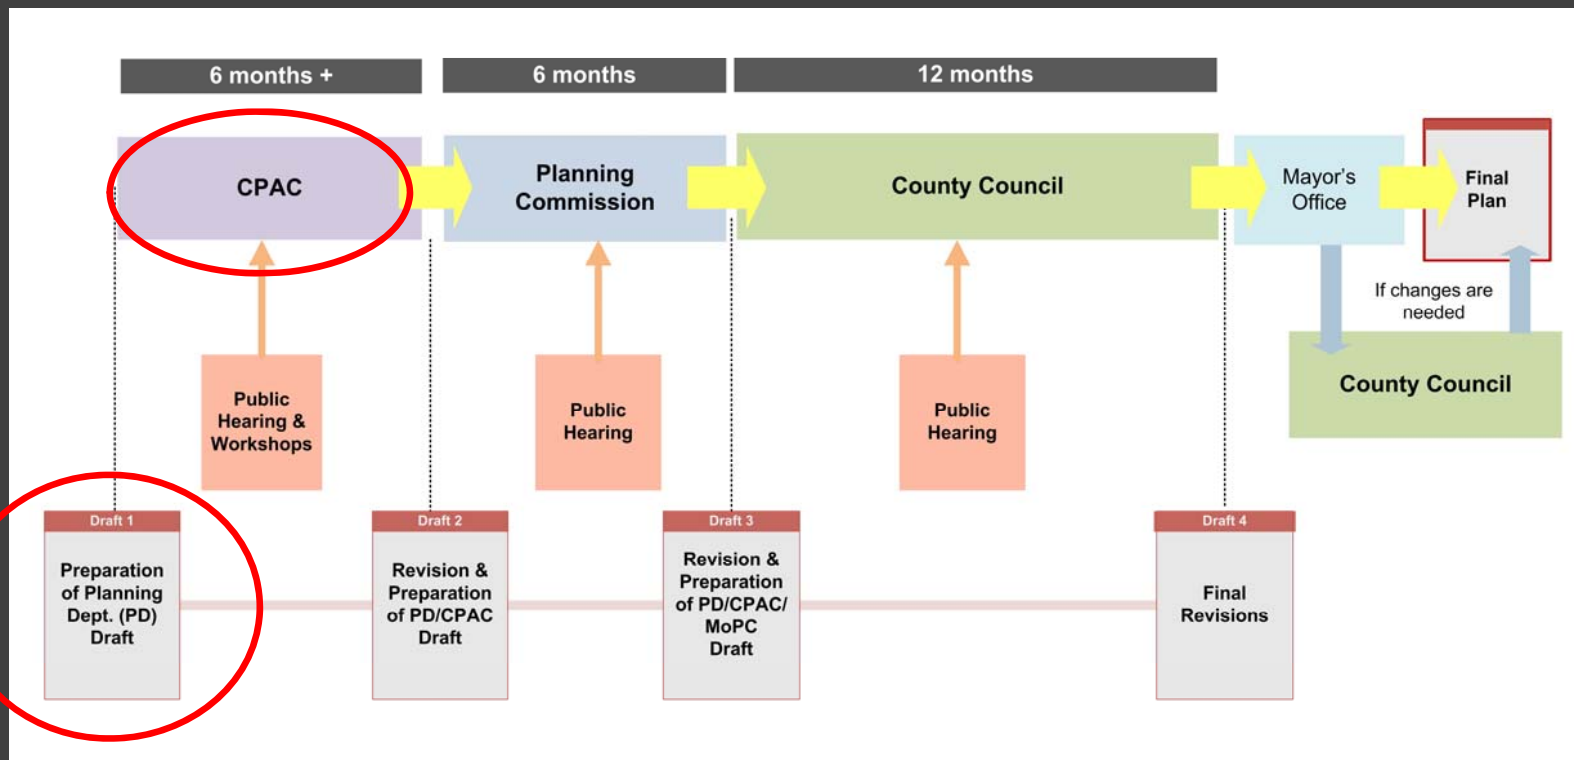 6 months +
6 months
12 months
CPAC
Planning
Commission
County Council
Mayor's
Office
Final
Plan
If changes are
needed
County Council
Public
Hearing &
Workshops
Public
Hearing
Public
Hearing
Draft 1
Preparation
of Planning
Dept. (PD)
Draft
Draft 2
Revision &
Preparation
of PD/CPAC
Draft
Draft 3
Revision &
Preparation
of PD/CPAC/
MoPC
Draft
Draft 4
Final
Revisions